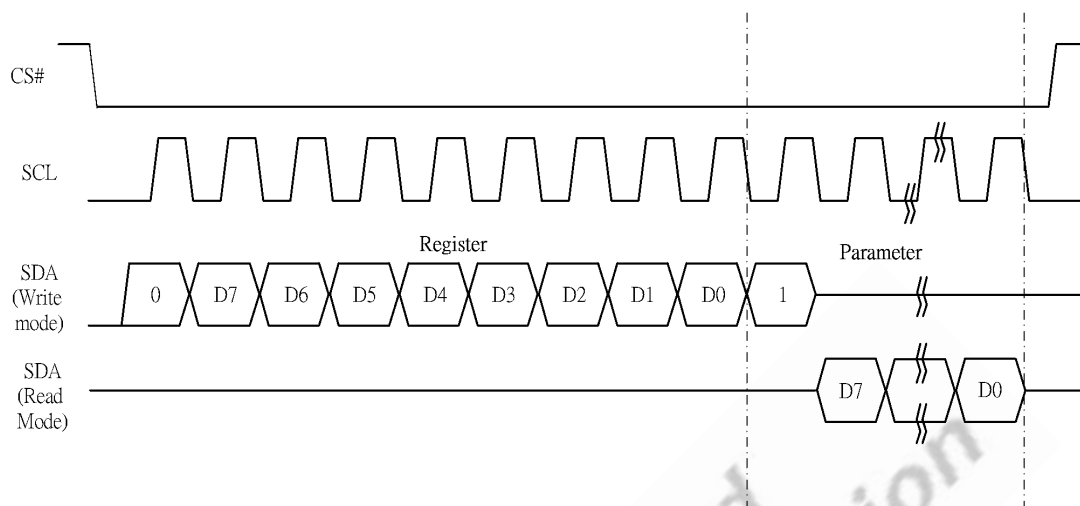 CS#
SCL
Register
Parameter
SDA
(Write
mode)
0 D7 D6 D5 D4 D3 D2 D1 D0 1
SDA
(Read
Mode)
D7 D0